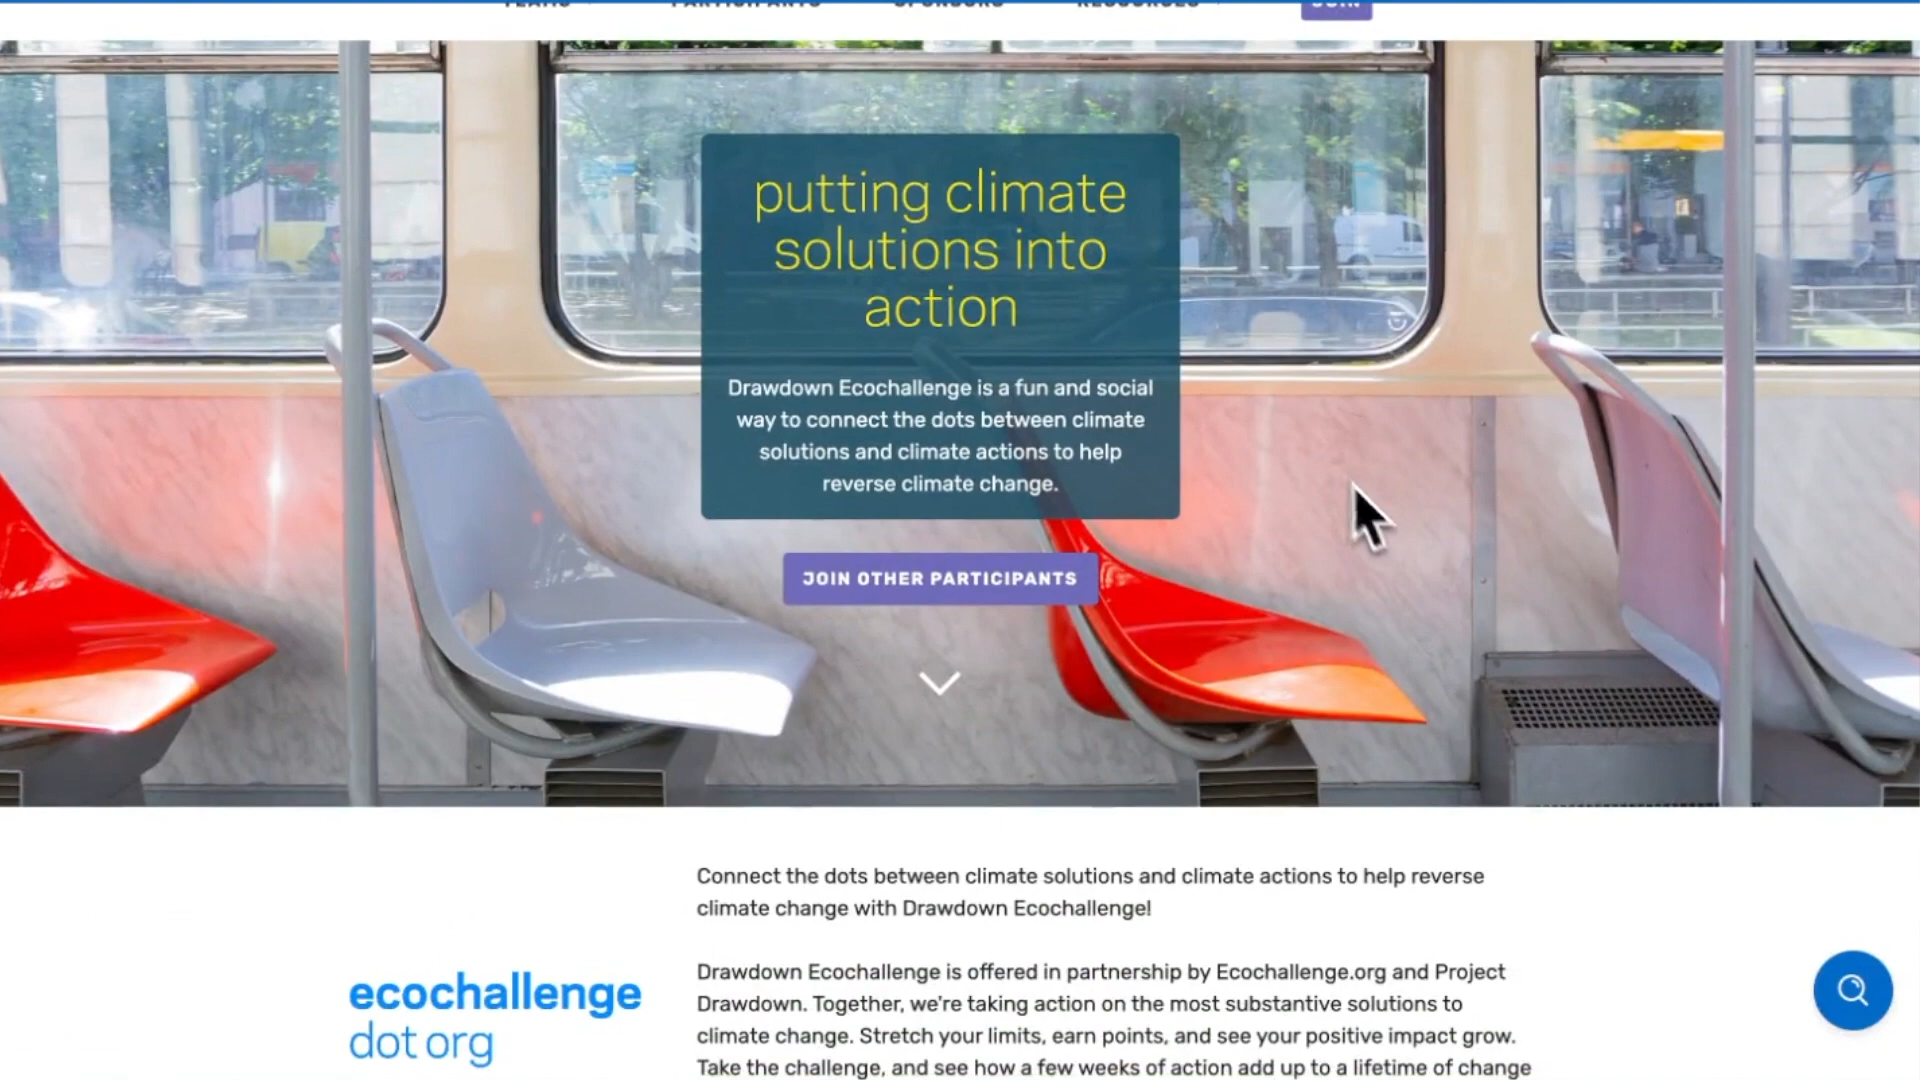 TEAMS PARTICIPANTS SPONSORS RESOURCES JOIN
putting climate
solutions into
action
Drawdown Ecochallenge is a fun and social
way to connect the dots between climate
solutions and climate actions to help
reverse climate change.
JOIN OTHER PARTICIPANTS
Connect the dots between climate solutions and climate actions to help reverse
climate change with Drawdown Ecochallenge!
ecochallenge
dot org
Drawdown Ecochallenge is offered in partnership by Ecochallenge.org and Project
Drawdown. Together, we're taking action on the most substantive solutions to
climate change. Stretch your limits, earn points, and see your positive impact grow.
Take the challenge, and see how a few weeks of action add up to a lifetime of change